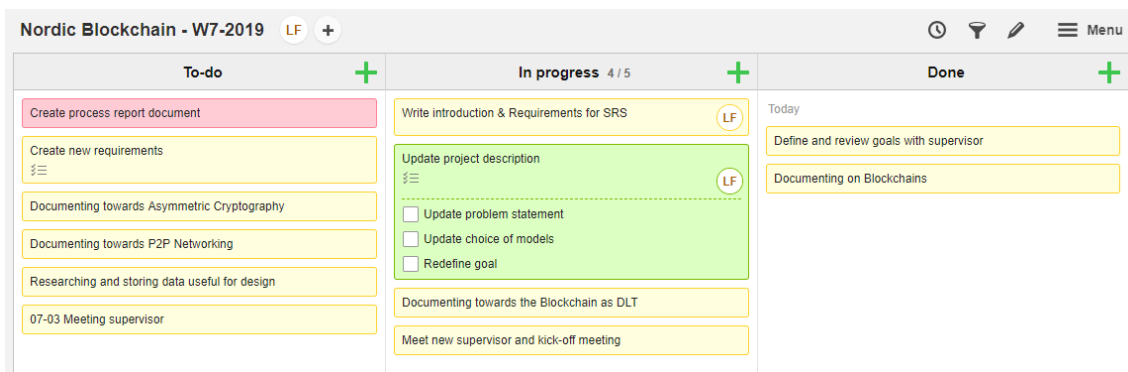 Nordic Blockchain - W7-2019 LF +
Menu
To-do
Create process report document
Create new requirements
Documenting towards Asymmetric Cryptography
Documenting towards P2P Networking
Researching and storing data useful for design
07-03 Meeting supervisor
In progress 4 / 5
Write introduction & Requirements for SRS
LF
Update project description
LF
Update problem statement
Update choice of models
Redefine goal
Documenting towards the Blockchain as DLT
Meet new supervisor and kick-off meeting
Done
Today
Define and review goals with supervisor
Documenting on Blockchains